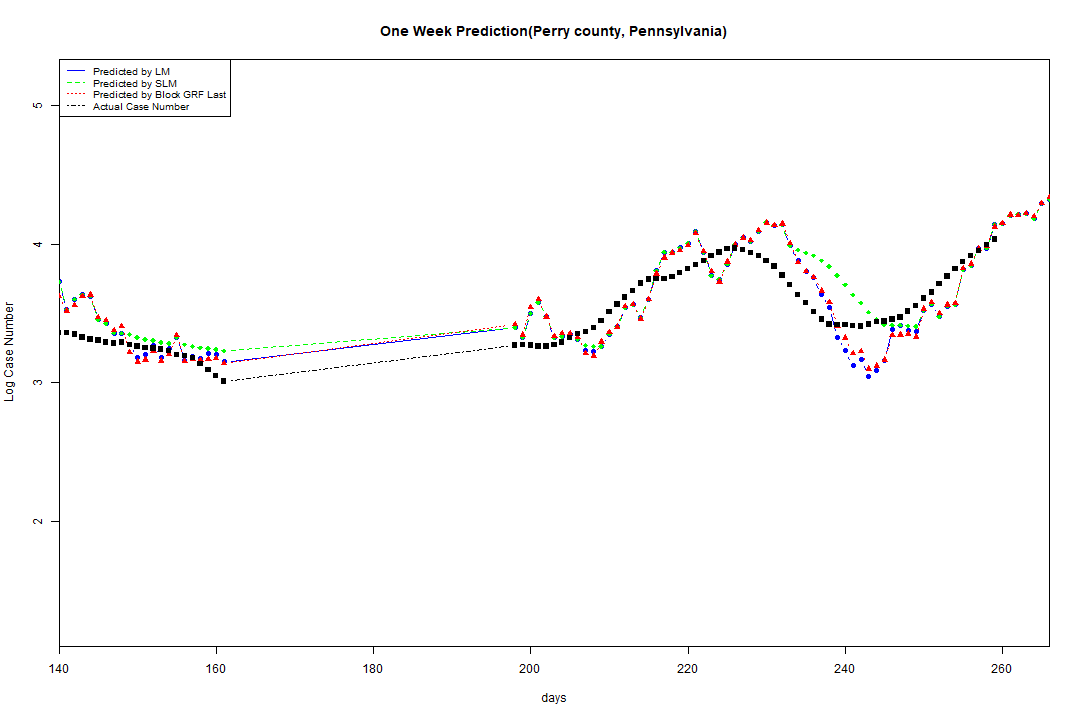 One Week Prediction(Perry county, Pennsylvania)
Predicted by LM
Predicted by SLM
Predicted by Block GRF Last
Actual Case Number
5
4
3
2
Log Case Number
140 160 180 200 220 240 260
days